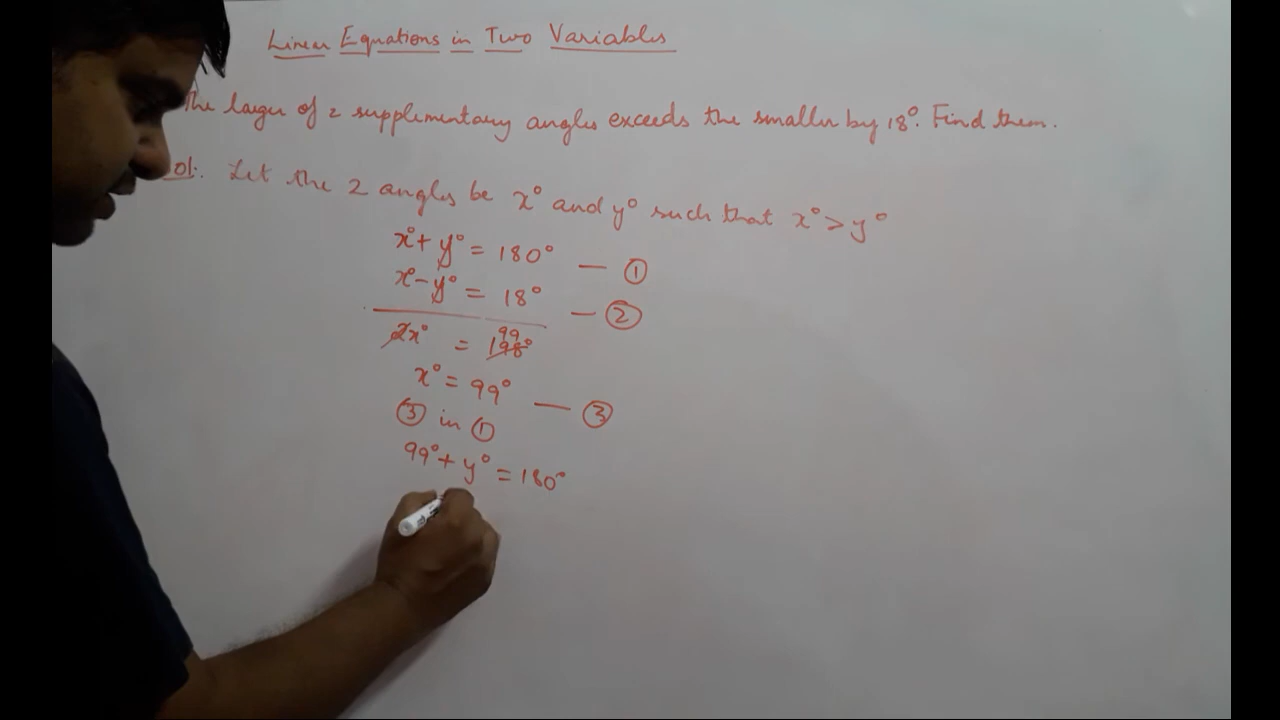 Linear Equations in Two Variables
The larger of 2 supplementary angles exceeds the smaller by 18°. Find them.
Sol: Let the 2 angles be x° and y° such that x° > y°
x° + y° = 180° — ①
x° - y° = 18° — ②
2x° = 198° 99
x° = 99° — ③
③ in ①
99° + y° = 180°